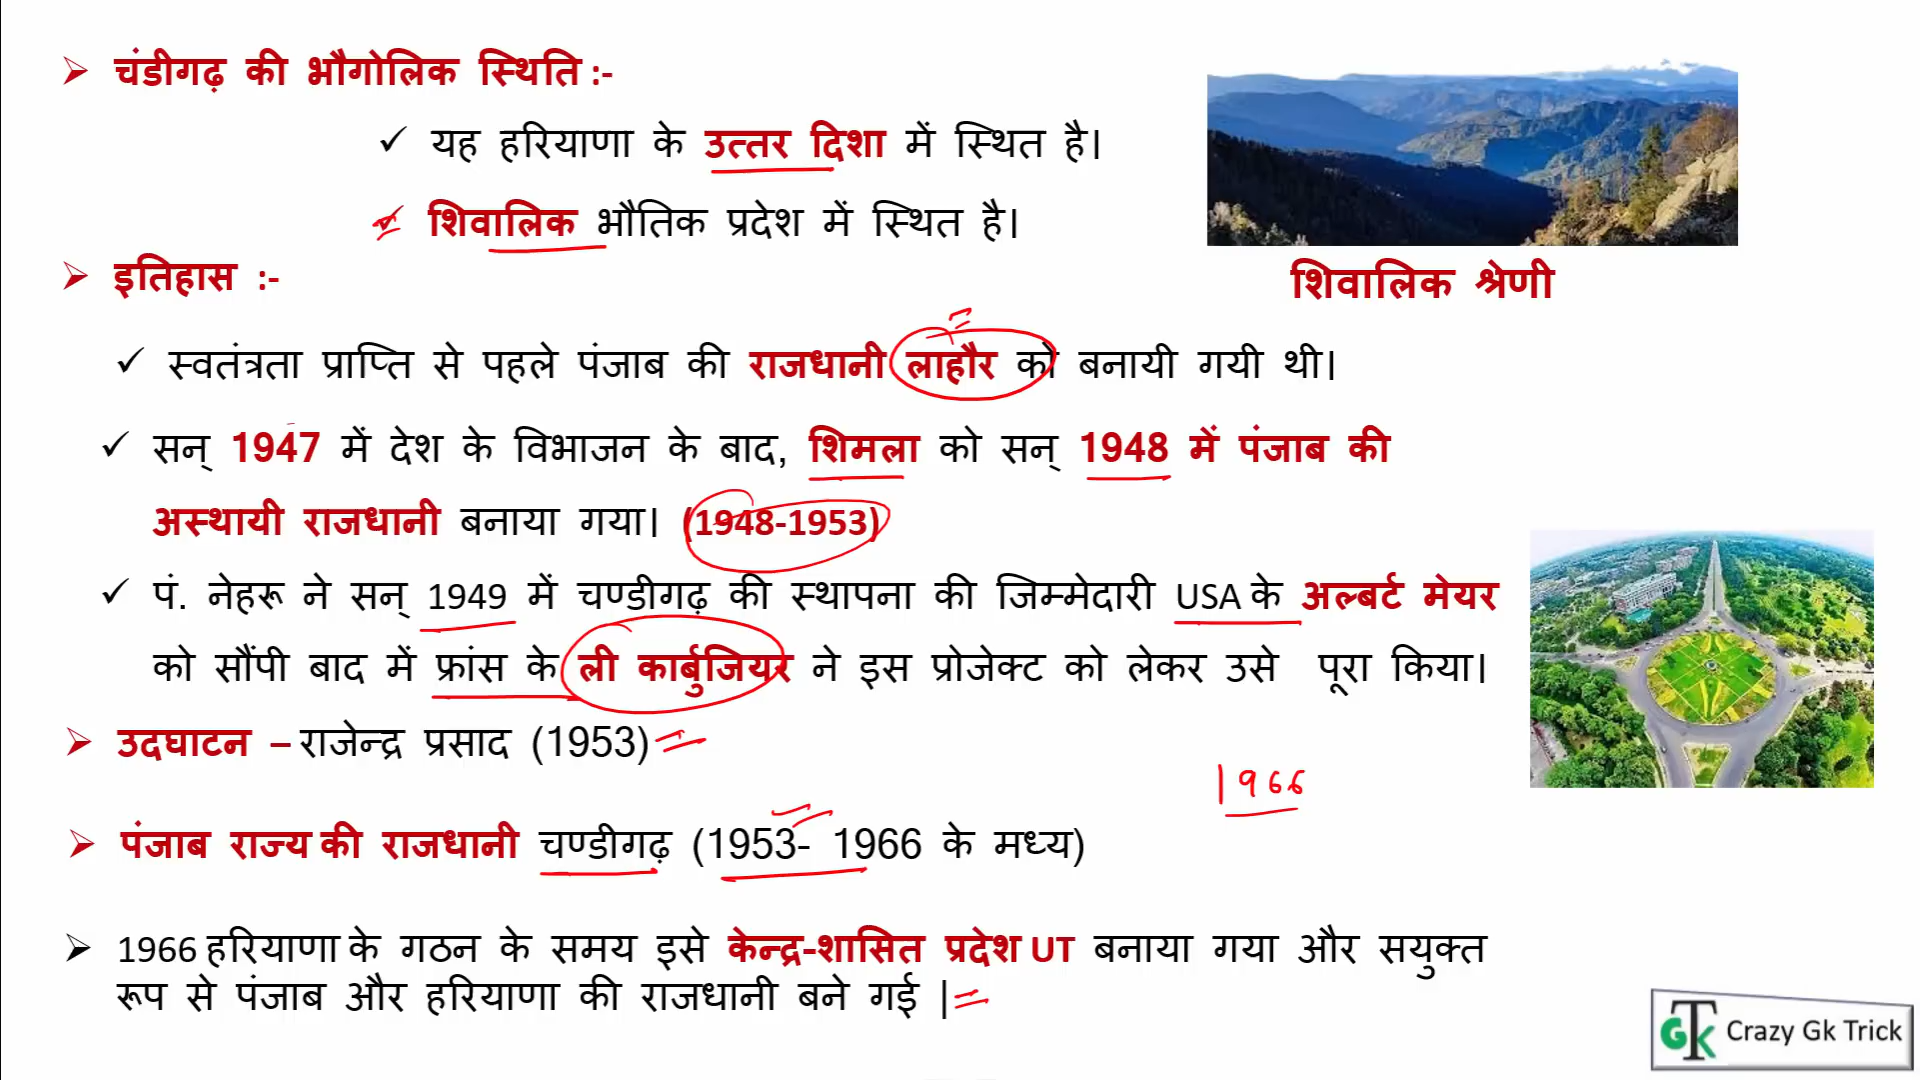 चंडीगढ़ की भौगोलिक स्थिति :-
यह हरियाणा के उत्तर दिशा में स्थित है।
शिवालिक भौतिक प्रदेश में स्थित है।
शिवालिक श्रेणी
इतिहास :-
स्वतंत्रता प्राप्ति से पहले पंजाब की राजधानी लाहौर को बनायी गयी थी।
सन् 1947 में देश के विभाजन के बाद, शिमला को सन् 1948 में पंजाब की
अस्थायी राजधानी बनाया गया। (1948-1953)
पं. नेहरू ने सन् 1949 में चण्डीगढ़ की स्थापना की जिम्मेदारी USA के अल्बर्ट मेयर
को सौंपी बाद में फ्रांस के ली कार्बुजियर ने इस प्रोजेक्ट को लेकर उसे पूरा किया।
उदघाटन – राजेन्द्र प्रसाद (1953)
1966
पंजाब राज्य की राजधानी चण्डीगढ़ (1953- 1966 के मध्य)
1966 हरियाणा के गठन के समय इसे केन्द्र-शासित प्रदेश UT बनाया गया और सयुक्त
रूप से पंजाब और हरियाणा की राजधानी बने गई |
GTK Crazy Gk Trick